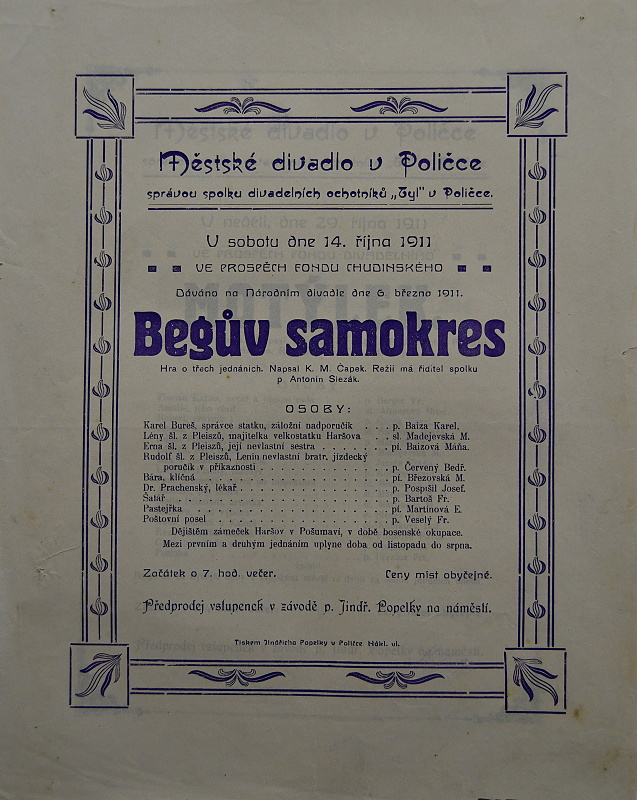 Městské divadlo v Poličce
správou spolku divadelních ochotníků „Tyl" v Poličce.
V sobotu dne 14. října 1911
VE PROSPĚCH FONDU CHUDINSKÉHO
Dáváno na Národním divadle dne 6. března 1911.
Begův samokres
Hra o třech jednáních. Napsal K. M. Čapek. Režii má řiditel spolku
p Antonín Slezák.
OSOBY:
Karel Bureš, správce statku, záložní nadporučík . . . p. Baiza Karel.
Lény šl. z Pleiszů, majitelka velkostatku Haršova . . sl. Madejevská M.
Erna šl. z Pleiszů, její nevlastní sestra . . . . . . . pí. Baizová Máňa.
Rudolf šl. z Pleiszů, Lenin nevlastní bratr, jízdecký
poručík v příkaznosti . . . . . . . . . . . . . . p. Červený Bedř.
Bára, klíčná . . . . . . . . . . . . . . . . . . . . pí. Březovská M.
Dr. Prachenský, lékař . . . . . . . . . . . . . . . p. Pospíšil Josef.
Šafář . . . . . . . . . . . . . . . . . . . . . . . p. Bartoš Fr.
Pastejřka . . . . . . . . . . . . . . . . . . . . . pí. Martinová E.
Poštovní posel . . . . . . . . . . . . . . . . . . p. Veselý Fr.
Dějištěm zámeček Haršov v Pošumaví, v době bosenské okupace.
Mezi prvním a druhým jednáním uplyne doba od listopadu do srpna.
Začátek o 7. hod. večer. Ceny míst obyčejné.
Předprodej vstupenek v závodě p. Jindř. Popelky na náměstí.
Tiskem Jindřicha Popelky v Poličce Hákl. ul.